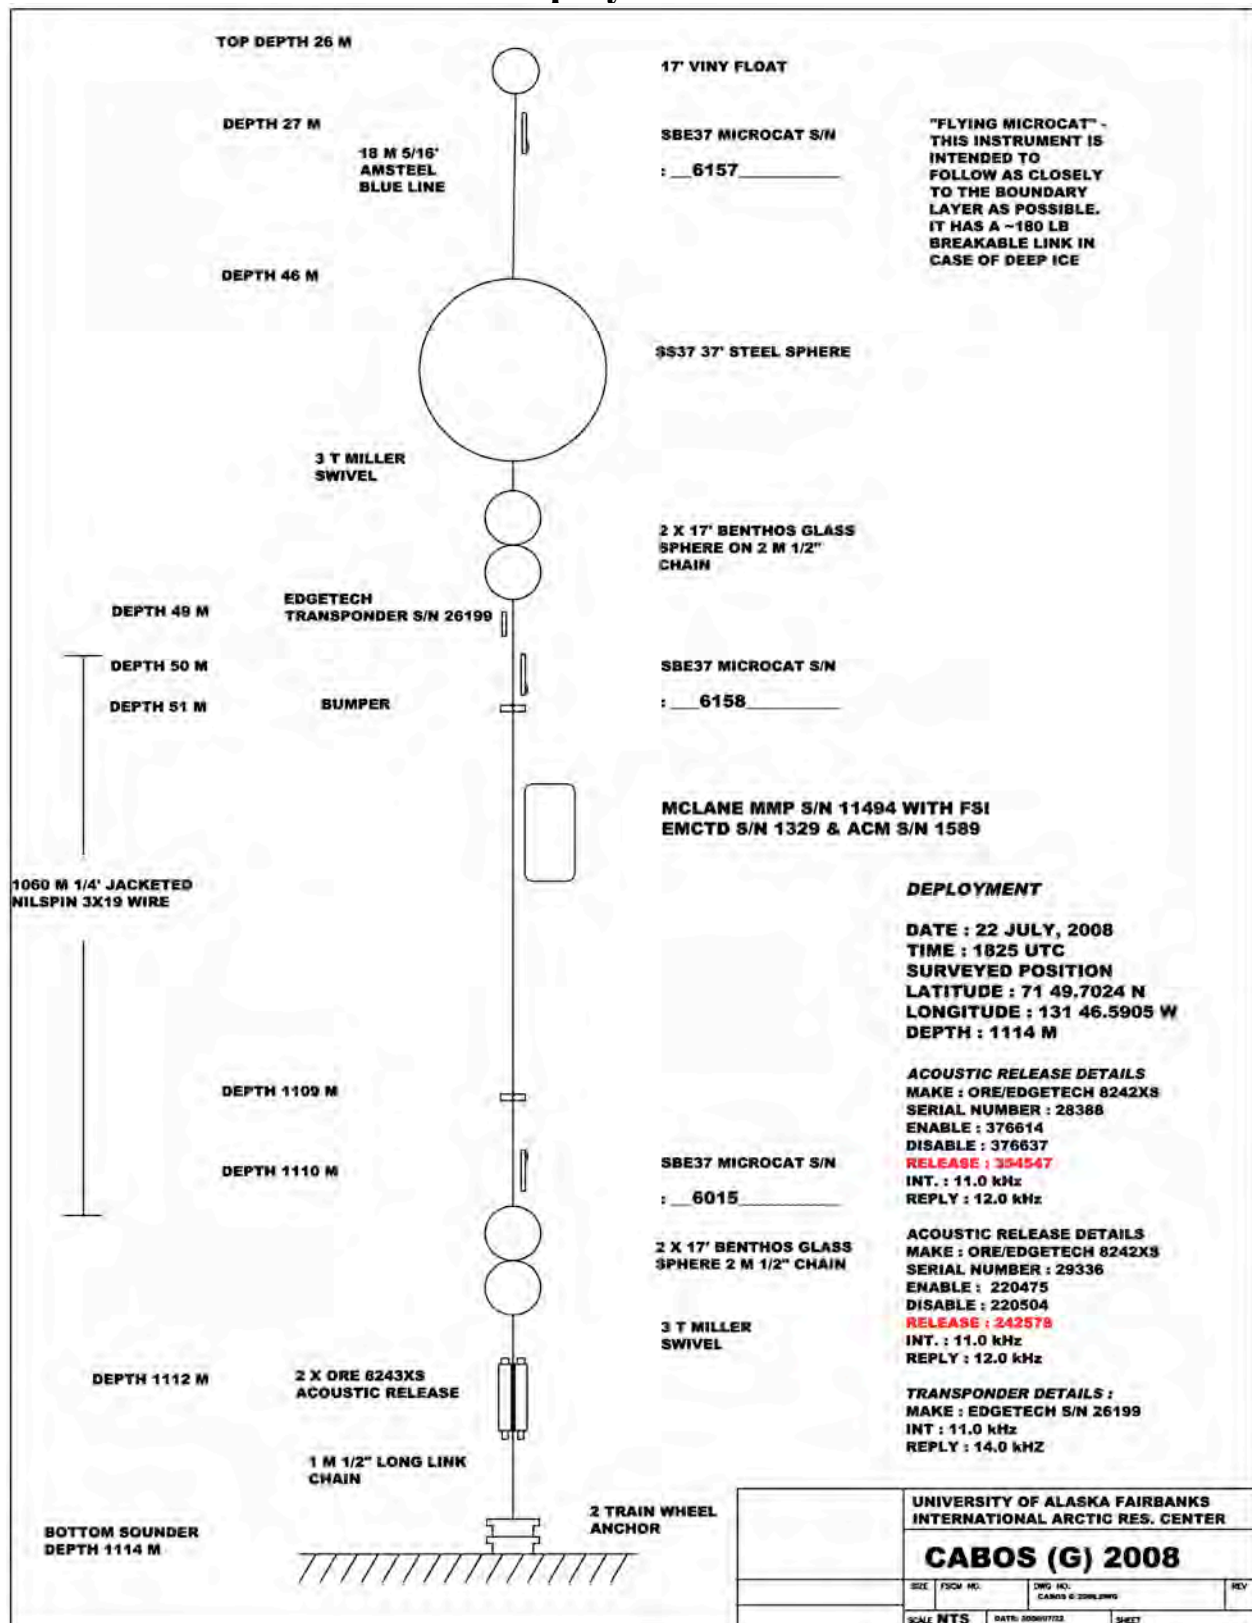 TOP DEPTH 26 M
17' VINY FLOAT
DEPTH 27 M
18 M 5/16'
AMSTEEL
BLUE LINE
SBE37 MICROCAT S/N
: __6157__________
"FLYING MICROCAT" -
THIS INSTRUMENT IS
INTENDED TO
FOLLOW AS CLOSELY
TO THE BOUNDARY
LAYER AS POSSIBLE.
IT HAS A ~180 LB
BREAKABLE LINK IN
CASE OF DEEP ICE
DEPTH 46 M
SS37 37' STEEL SPHERE
3 T MILLER
SWIVEL
2 X 17' BENTHOS GLASS
SPHERE ON 2 M 1/2"
CHAIN
DEPTH 49 M
EDGETECH
TRANSPONDER S/N 26199
DEPTH 50 M
SBE37 MICROCAT S/N
: ___6158_________
DEPTH 51 M
BUMPER
MCLANE MMP S/N 11494 WITH FSI
EMCTD S/N 1329 & ACM S/N 1589
1060 M 1/4' JACKETED
NILSPIN 3X19 WIRE
DEPLOYMENT
DATE : 22 JULY, 2008
TIME : 1825 UTC
SURVEYED POSITION
LATITUDE : 71 49.7024 N
LONGITUDE : 131 46.5905 W
DEPTH : 1114 M
DEPTH 1109 M
ACOUSTIC RELEASE DETAILS
MAKE : ORE/EDGETECH 8242XS
SERIAL NUMBER : 28388
ENABLE : 376614
DISABLE : 376637
RELEASE : 354547
INT. : 11.0 kHz
REPLY : 12.0 kHz
DEPTH 1110 M
SBE37 MICROCAT S/N
: __6015__________
2 X 17' BENTHOS GLASS
SPHERE 2 M 1/2" CHAIN
ACOUSTIC RELEASE DETAILS
MAKE : ORE/EDGETECH 8242XS
SERIAL NUMBER : 29336
ENABLE : 220475
DISABLE : 220504
RELEASE : 242578
INT. : 11.0 kHz
REPLY : 12.0 kHz
3 T MILLER
SWIVEL
DEPTH 1112 M
2 X ORE 8243XS
ACOUSTIC RELEASE
TRANSPONDER DETAILS :
MAKE : EDGETECH S/N 26199
INT : 11.0 kHz
REPLY : 14.0 kHZ
1 M 1/2" LONG LINK
CHAIN
2 TRAIN WHEEL
ANCHOR
BOTTOM SOUNDER
DEPTH 1114 M
UNIVERSITY OF ALASKA FAIRBANKS
INTERNATIONAL ARCTIC RES. CENTER
CABOS (G) 2008
SIZE FSCM NO. DWG NO. REV
SCALE NTS DATE: SHEET